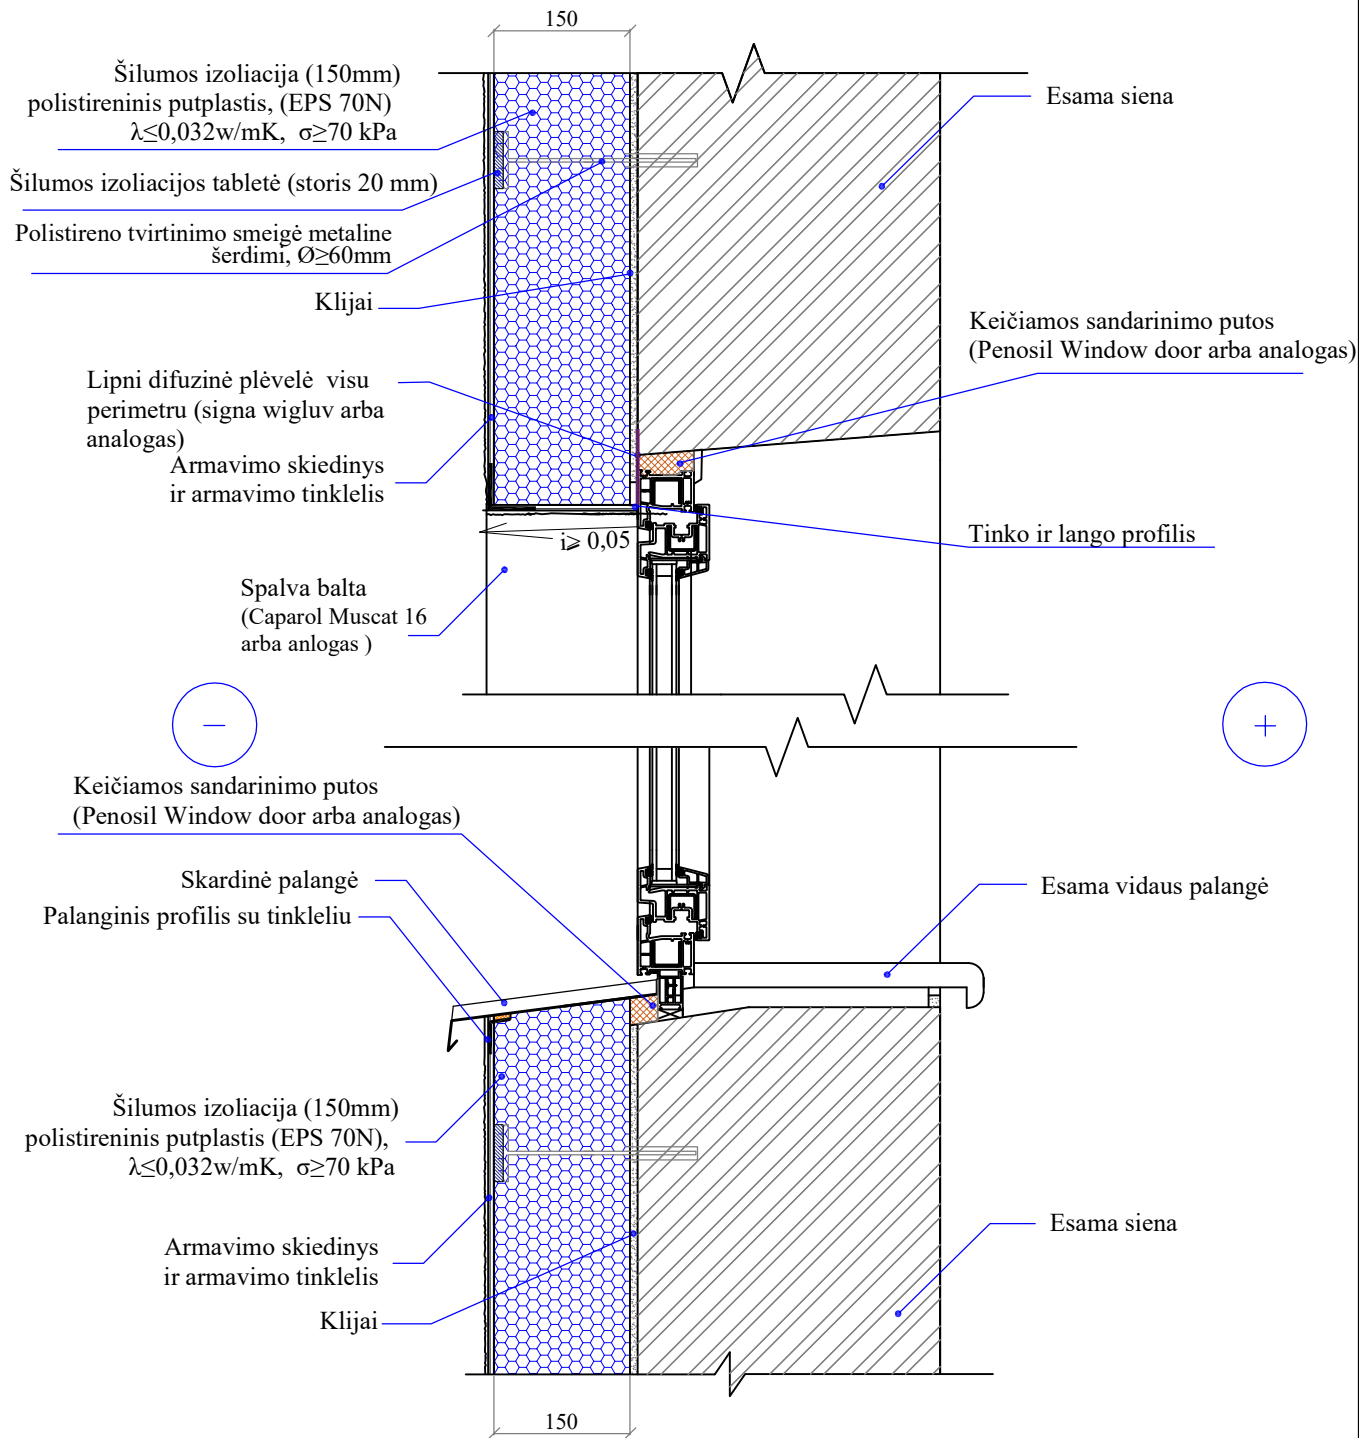 150
Šilumos izoliacija (150mm)
polistireninis putplastis, (EPS 70N)
λ≤0,032w/mK, σ≥70 kPa
Esama siena
Šilumos izoliacijos tabletė (storis 20 mm)
Polistireno tvirtinimo smeigė metaline
šerdimi, Ø≥60mm
Klijai
Keičiamos sandarinimo putos
(Penosil Window door arba analogas)
Lipni difuzinė plėvelė visu
perimetru (signa wigluv arba
analogas)
Armavimo skiedinys
ir armavimo tinklelis
Tinko ir lango profilis
i⩾ 0,05
Spalva balta
(Caparol Muscat 16
arba anlogas )
−
+
Keičiamos sandarinimo putos
(Penosil Window door arba analogas)
Skardinė palangė
Esama vidaus palangė
Palanginis profilis su tinkleliu
Šilumos izoliacija (150mm)
polistireninis putplastis (EPS 70N),
λ≤0,032w/mK, σ≥70 kPa
Esama siena
Armavimo skiedinys
ir armavimo tinklelis
Klijai
150